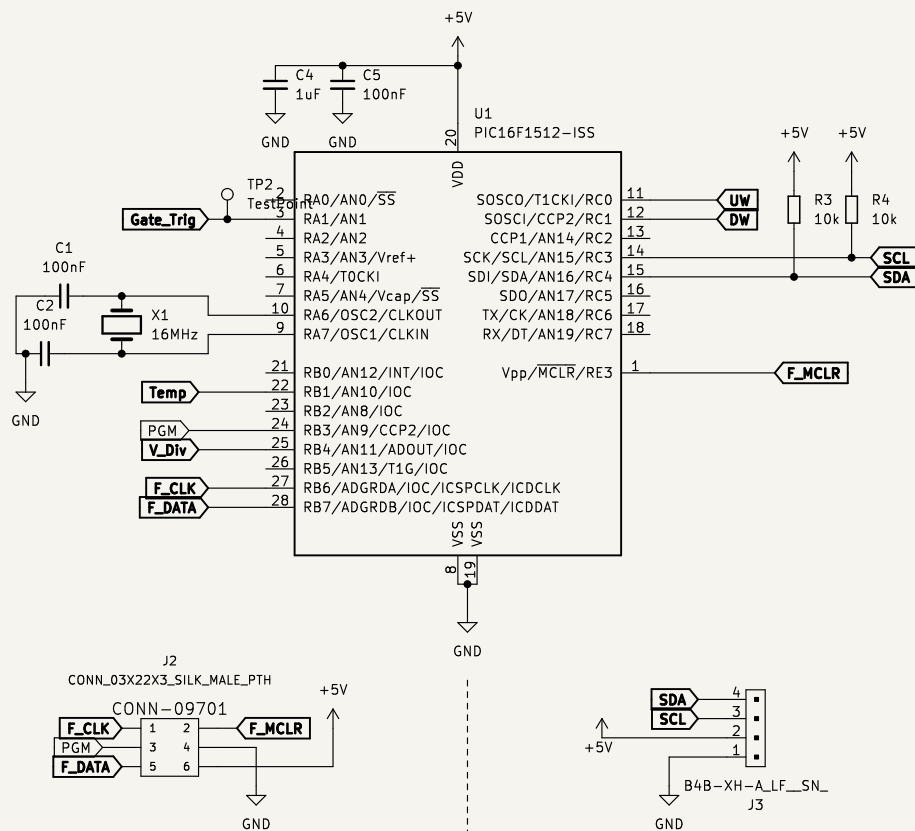 +5V
C4
1uF
C5
100nF
GND
GND
U1
PIC16F1512-ISS
20
VDD
+5V
+5V
R3
10k
R4
10k
TP2
TestPoint
Gate_Trig
2
RA0/AN0/SS
3
RA1/AN1
4
RA2/AN2
5
RA3/AN3/Vref+
6
RA4/T0CKI
7
RA5/AN4/Vcap/SS
10
RA6/OSC2/CLKOUT
9
RA7/OSC1/CLKIN
SOSCO/T1CKI/RC0
11
UW
SOSCI/CCP2/RC1
12
DW
CCP1/AN14/RC2
13
SCK/SCL/AN15/RC3
14
SCL
SDI/SDA/AN16/RC4
15
SDA
SDO/AN17/RC5
16
TX/CK/AN18/RC6
17
RX/DT/AN19/RC7
18
C1
100nF
C2
100nF
X1
16MHz
GND
21
RB0/AN12/INT/IOC
Vpp/MCLR/RE3
1
F_MCLR
Temp
22
RB1/AN10/IOC
23
RB2/AN8/IOC
PGM
24
RB3/AN9/CCP2/IOC
V_Div
25
RB4/AN11/ADOUT/IOC
26
RB5/AN13/T1G/IOC
F_CLK
27
RB6/ADGRDA/IOC/ICSPCLK/ICDCLK
F_DATA
28
RB7/ADGRDB/IOC/ICSPDAT/ICDDAT
VSS
VSS
8
19
GND
J2
CONN_03X22X3_SILK_MALE_PTH
CONN-09701
+5V
F_CLK
1
2
F_MCLR
PGM
3
4
F_DATA
5
6
GND
SDA
4
SCL
3
+5V
2
1
B4B-XH-A_LF__SN_
J3
GND